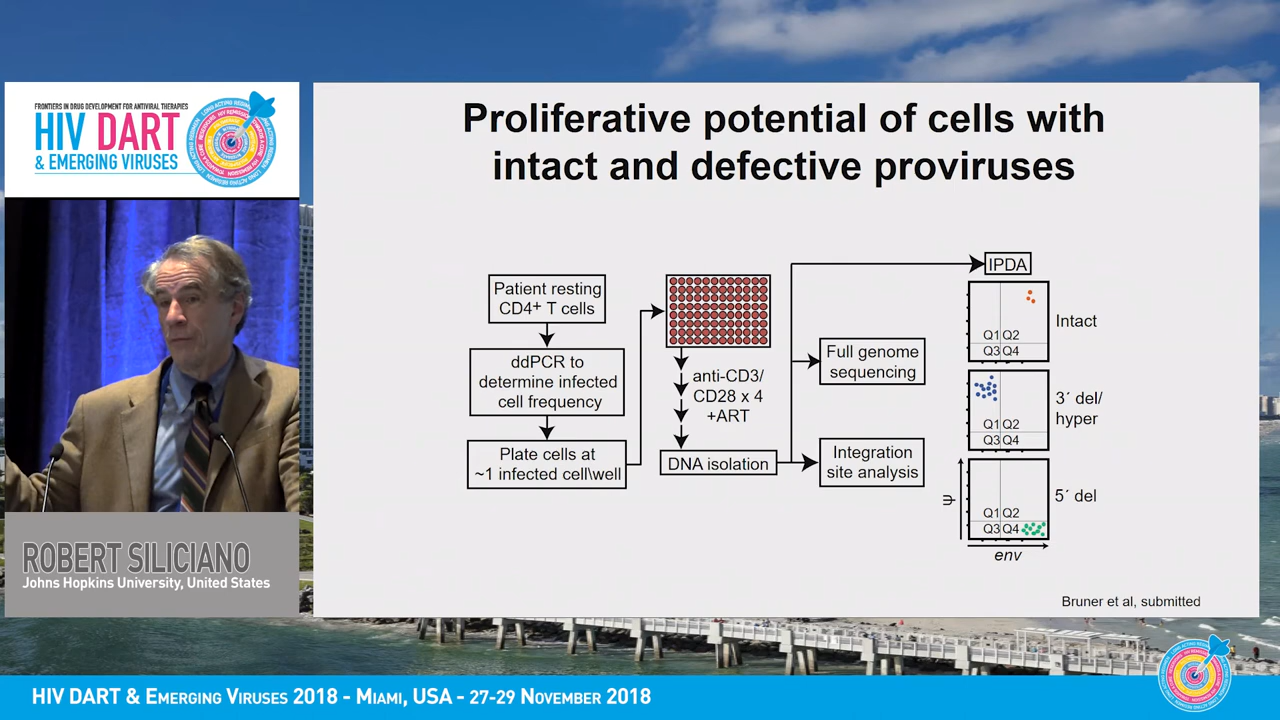 FRONTIERS IN DRUG DEVELOPMENT FOR ANTIVIRAL THERAPIES
HIV DART
& EMERGING VIRUSES
Proliferative potential of cells with
intact and defective proviruses
Patient resting
CD4+ T cells
ddPCR to
determine infected
cell frequency
Plate cells at
~1 infected cell\well
anti-CD3/
CD28 x 4
+ART
DNA isolation
Full genome
sequencing
Integration
site analysis
IPDA
Q1 Q2
Q3 Q4
Intact
Q1 Q2
Q3 Q4
3´ del/
hyper
Q1 Q2
Q3 Q4
5´ del
ψ
env
Bruner et al, submitted
ROBERT SILICIANO
Johns Hopkins University, United States
HIV DART & EMERGING VIRUSES 2018 - MIAMI, USA - 27-29 NOVEMBER 2018